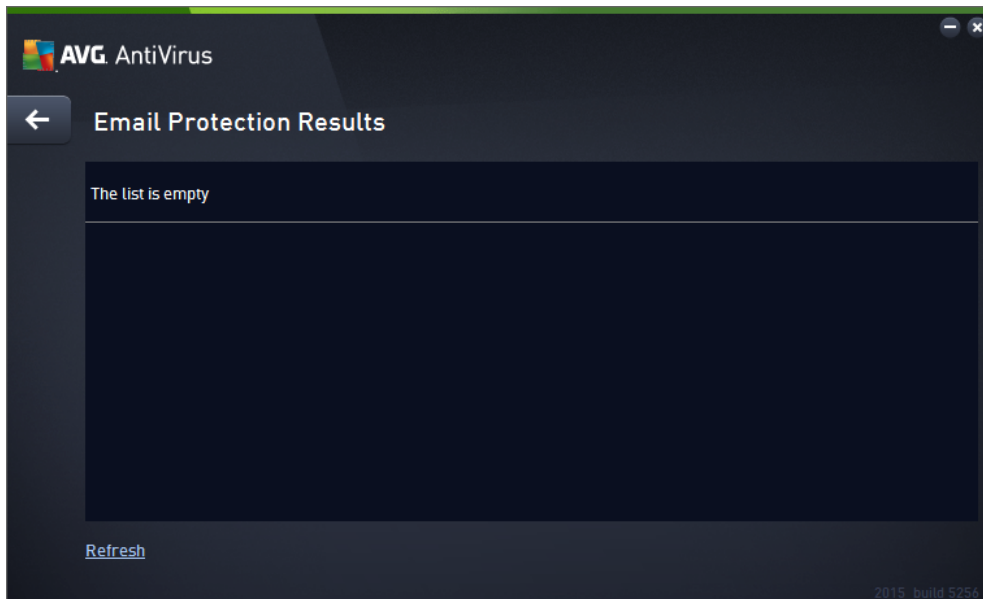 AVG. AntiVirus
Email Protection Results
The list is empty
Refresh
2015 build 5256